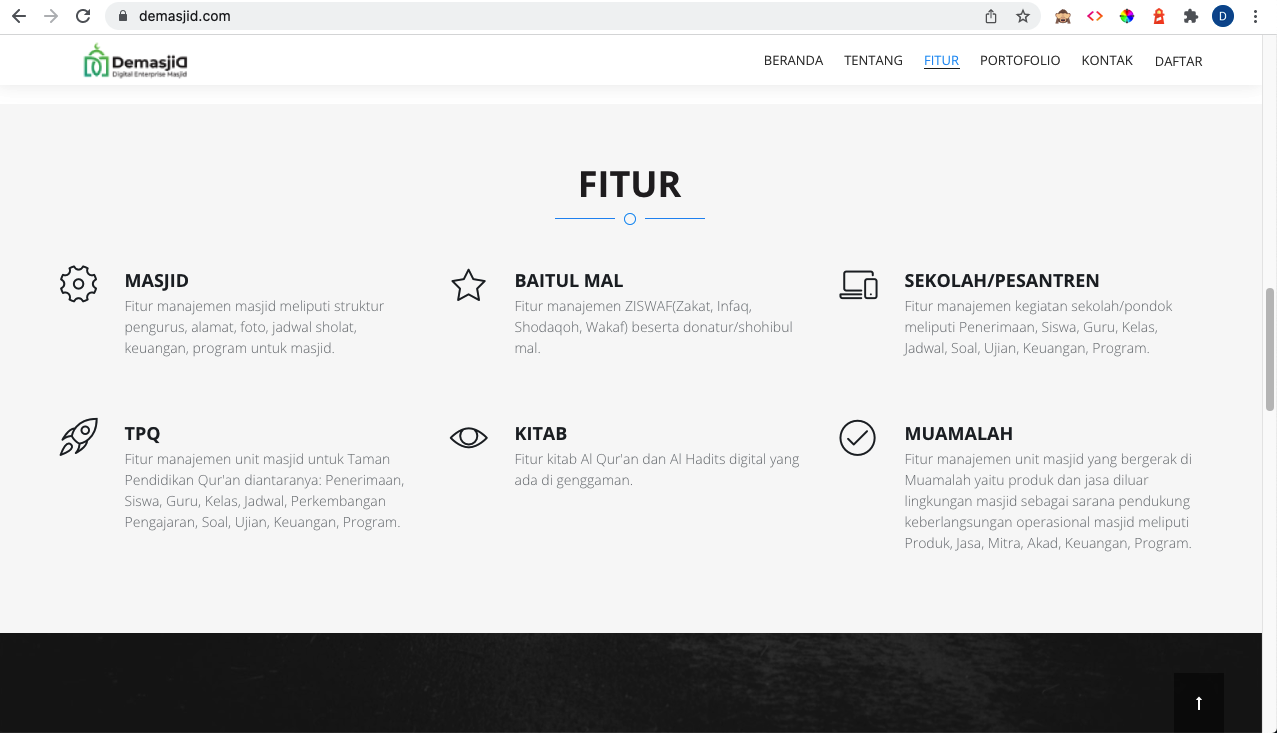 demasjid.com
D
DemasjiD
Digital Enterprise Masjid
BERANDA TENTANG FITUR PORTOFOLIO KONTAK DAFTAR
FITUR
MASJID
Fitur manajemen masjid meliputi struktur
pengurus, alamat, foto, jadwal sholat,
keuangan, program untuk masjid.
BAITUL MAL
Fitur manajemen ZISWAF(Zakat, Infaq,
Shodaqoh, Wakaf) beserta donatur/shohibul
mal.
SEKOLAH/PESANTREN
Fitur manajemen kegiatan sekolah/pondok
meliputi Penerimaan, Siswa, Guru, Kelas,
Jadwal, Soal, Ujian, Keuangan, Program.
TPQ
Fitur manajemen unit masjid untuk Taman
Pendidikan Qur'an diantaranya: Penerimaan,
Siswa, Guru, Kelas, Jadwal, Perkembangan
Pengajaran, Soal, Ujian, Keuangan, Program.
KITAB
Fitur kitab Al Qur'an dan Al Hadits digital yang
ada di genggaman.
MUAMALAH
Fitur manajemen unit masjid yang bergerak di
Muamalah yaitu produk dan jasa diluar
lingkungan masjid sebagai sarana pendukung
keberlangsungan operasional masjid meliputi
Produk, Jasa, Mitra, Akad, Keuangan, Program.